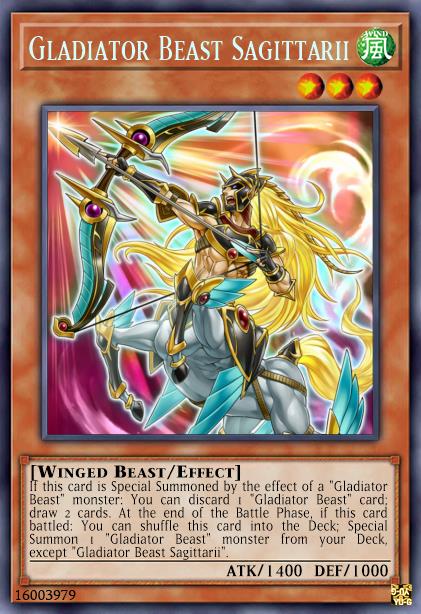 Gladiator Beast Sagittarii
WIND
風
[Winged Beast/Effect]
If this card is Special Summoned by the effect of a "Gladiator
Beast" monster: You can discard 1 "Gladiator Beast" card;
draw 2 cards. At the end of the Battle Phase, if this card
battled: You can shuffle this card into the Deck; Special
Summon 1 "Gladiator Beast" monster from your Deck,
except "Gladiator Beast Sagittarii".
ATK/1400 DEF/1000
16003979